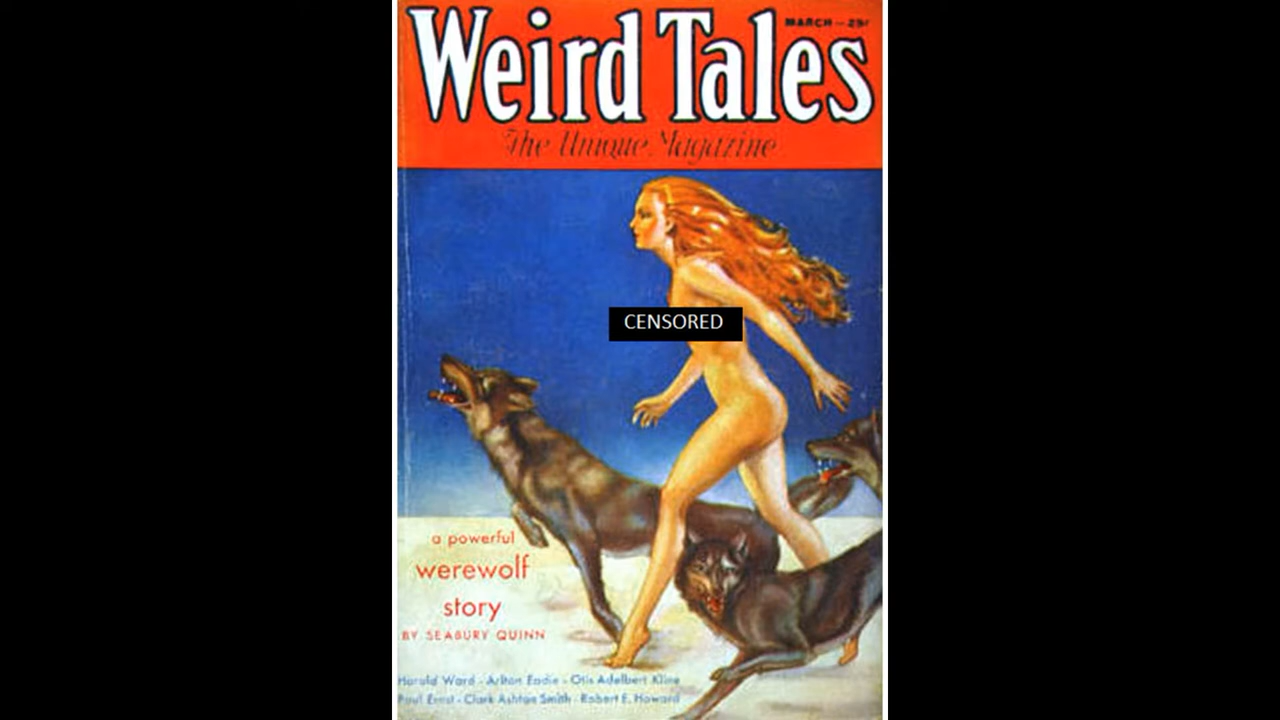 MARCH — 25¢
Weird Tales
The Unique Magazine
CENSORED
a powerful
werewolf
story
BY SEABURY QUINN
Harold Ward - Arlton Eadie - Otis Adelbert Kline
Paul Ernst - Clark Ashton Smith - Robert E. Howard